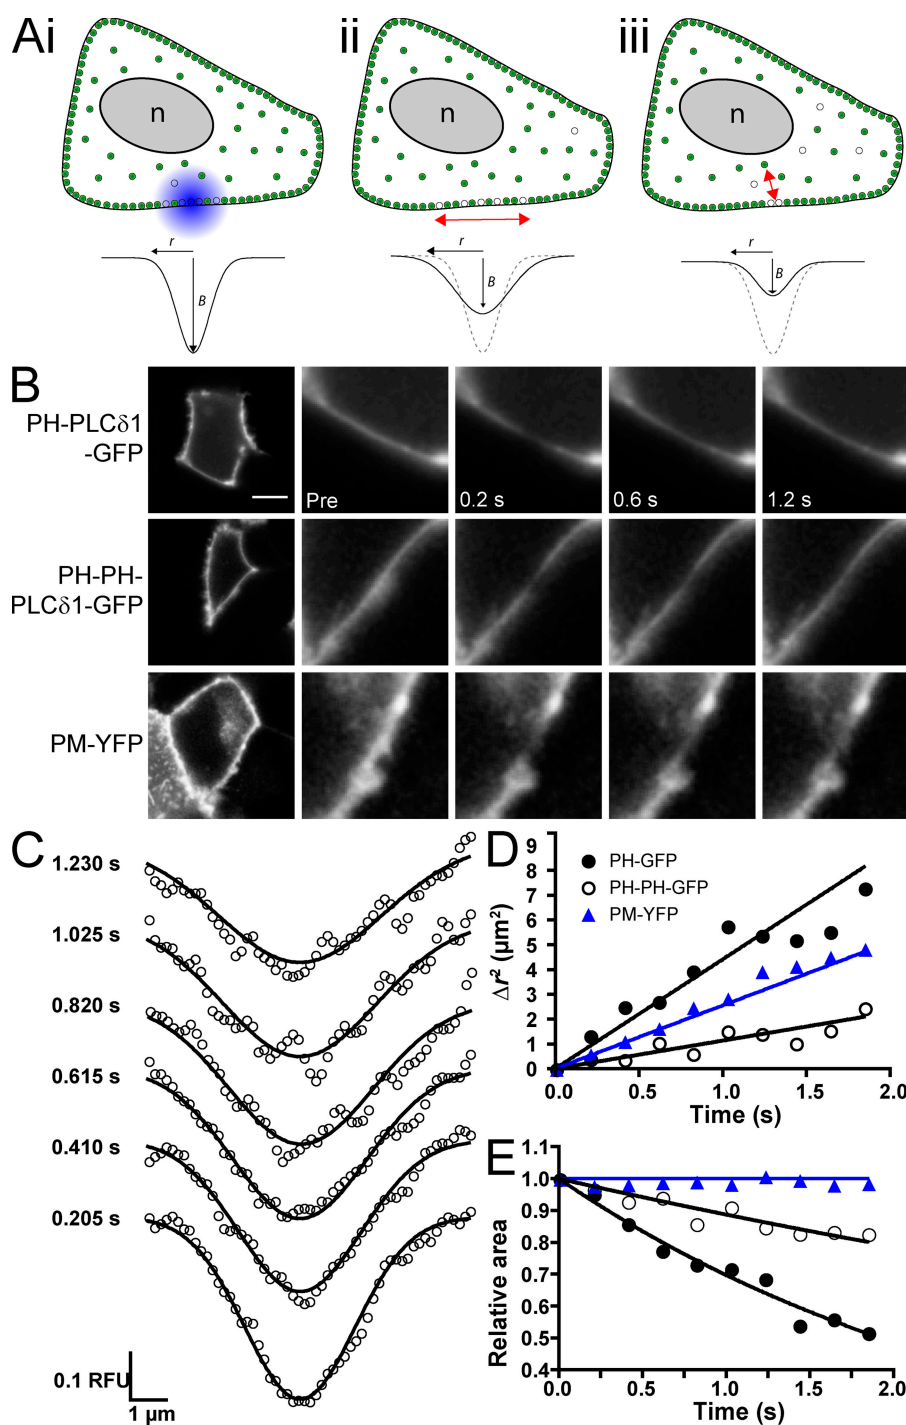 Ai
ii
iii
n
n
n
r
r
r
B
B
B
B
PH-PLCδ1
-GFP
Pre
0.2 s
0.6 s
1.2 s
PH-PH-
PLCδ1-GFP
PM-YFP
C
1.230 s
1.025 s
0.820 s
0.615 s
0.410 s
0.205 s
0.1 RFU
1 µm
D
9
8
7
6
5
4
3
2
1
0
Δr² (µm²)
PH-GFP
PH-PH-GFP
PM-YFP
0.0 0.5 1.0 1.5 2.0
Time (s)
E
1.1
1.0
0.9
0.8
0.7
0.6
0.5
0.4
Relative area
0.0 0.5 1.0 1.5 2.0
Time (s)